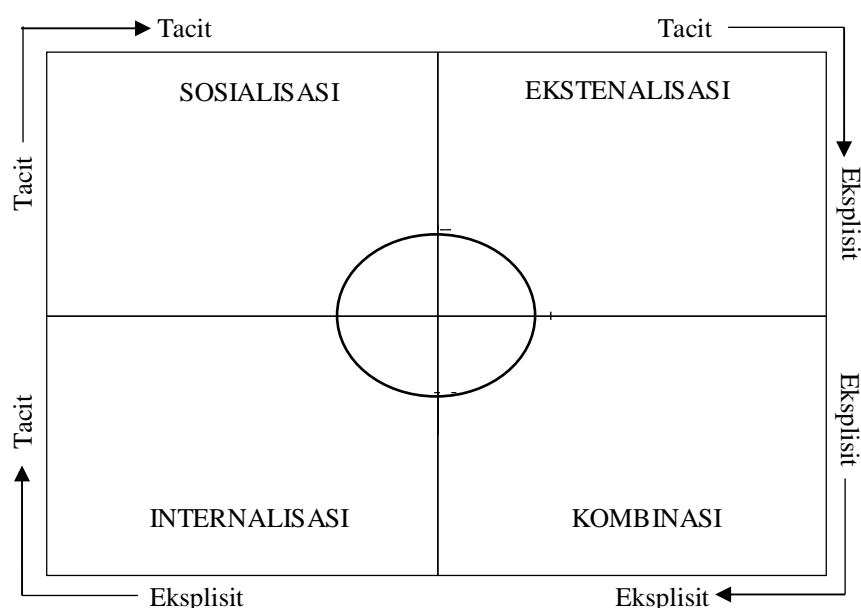 Tacit
Tacit
SOSIALISASI
EKSTENALISASI
Tacit
Eksplisit
Tacit
Eksplisit
INTERNALISASI
KOMBINASI
Eksplisit
Eksplisit